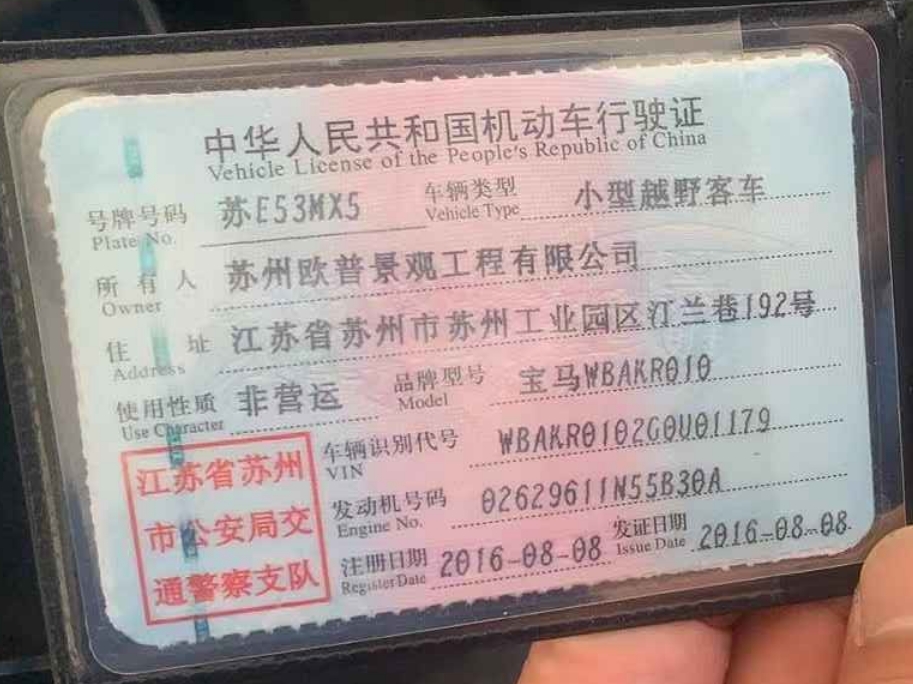 中华人民共和国机动车行驶证
Vehicle License of the People's Republic of China
号牌号码 苏E53MX5 车辆类型 小型越野客车
Plate No. Vehicle Type
所有人 苏州欧普景观工程有限公司
Owner
住址 江苏省苏州市苏州工业园区汀兰巷192号
Address
使用性质 非营运 品牌型号 宝马WBAKR010
Use Character Model
江苏省苏州 车辆识别代号 WBAKR0102G0U01179
VIN
市公安局交 发动机号码 02629611N55B30A
Engine No.
通警察支队 注册日期 2016-08-08 发证日期 2016-08-08
Register Date Issue Date